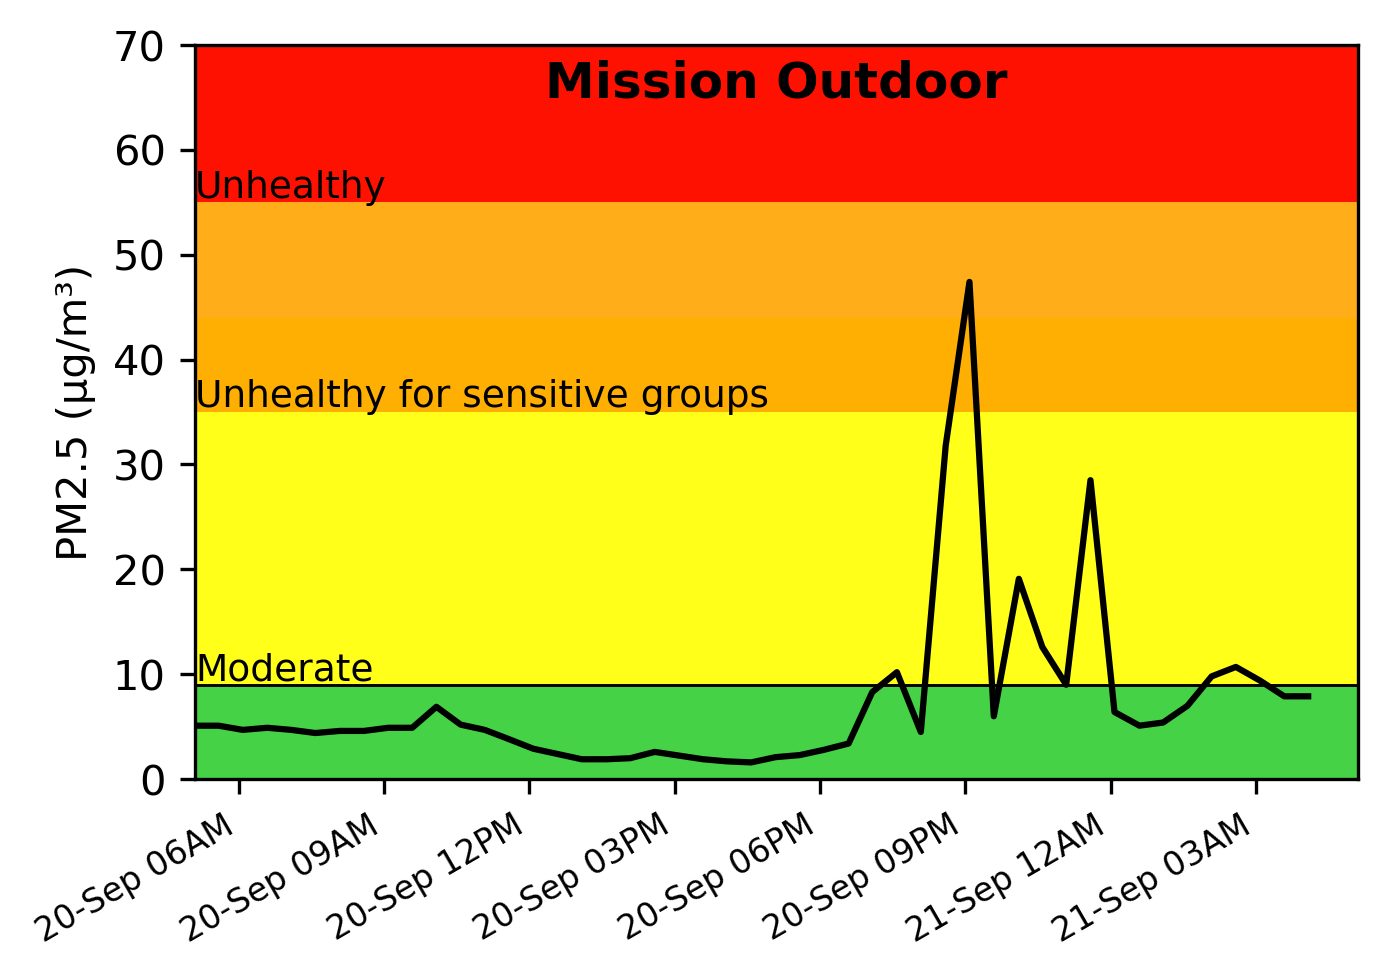 Mission Outdoor
PM2.5 (µg/m³)
70
60
Unhealthy
50
40
Unhealthy for sensitive groups
30
20
10
Moderate
0
20-Sep 06AM
20-Sep 09AM
20-Sep 12PM
20-Sep 03PM
20-Sep 06PM
20-Sep 09PM
21-Sep 12AM
21-Sep 03AM